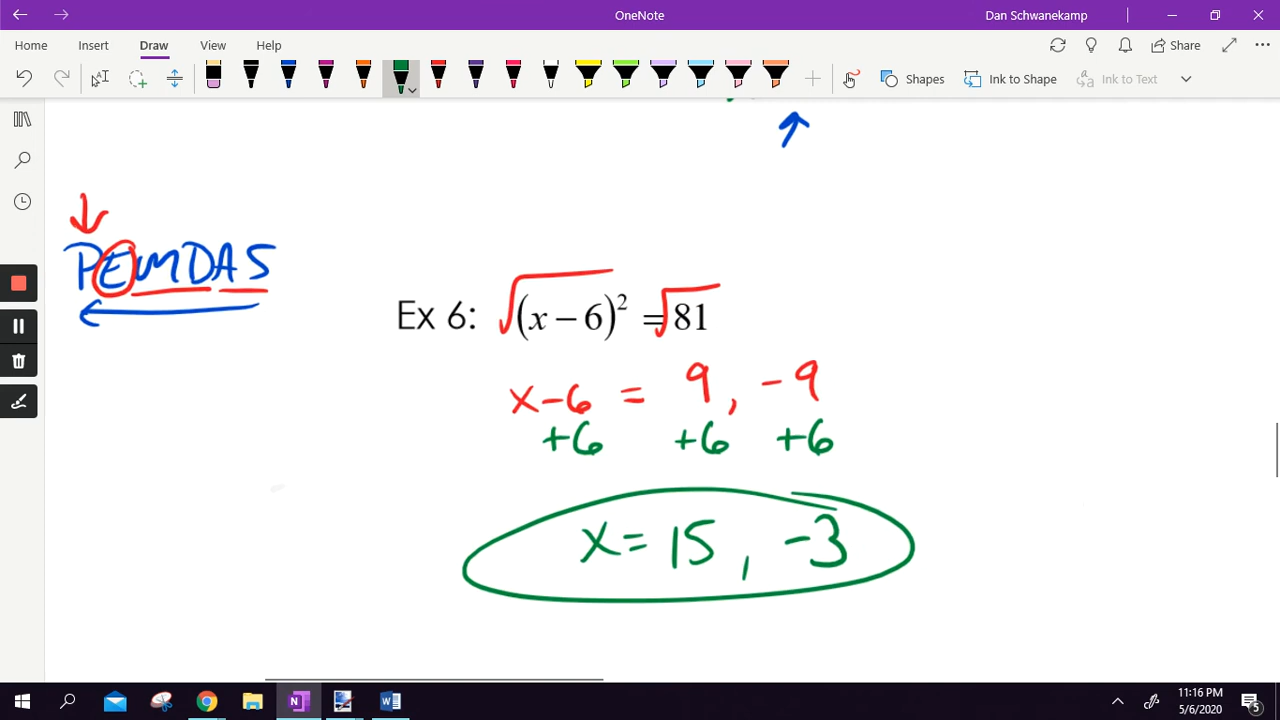 OneNote
Dan Schwanekamp
Home Insert Draw View Help
Share
Shapes Ink to Shape Ink to Text
PEMDAS
Ex 6: √(x − 6)² = √81
x − 6 = 9, −9
+6 +6 +6
x = 15, −3
11:16 PM
5/6/2020
5